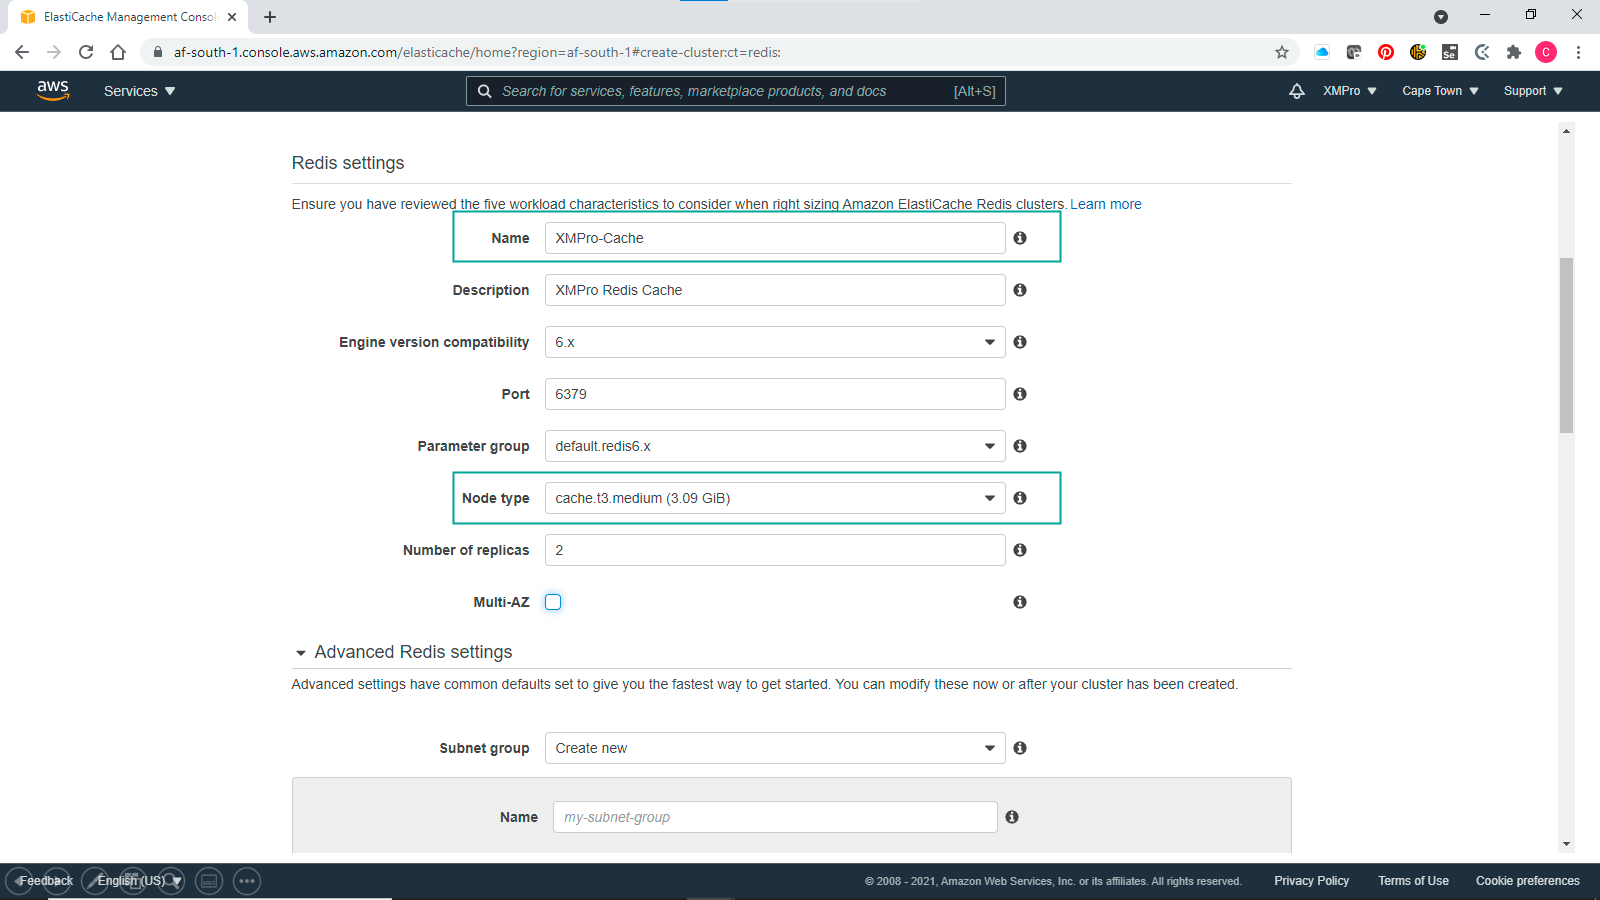 ElastiCache Management Consol
af-south-1.console.aws.amazon.com/elasticache/home?region=af-south-1#create-cluster:ct=redis:
Se
C
aws
Services
Search for services, features, marketplace products, and docs [Alt+S]
XMPro
Cape Town
Support
Redis settings
Ensure you have reviewed the five workload characteristics to consider when right sizing Amazon ElastiCache Redis clusters. Learn more
Name XMPro-Cache
Description XMPro Redis Cache
Engine version compatibility 6.x
Port 6379
Parameter group default.redis6.x
Node type cache.t3.medium (3.09 GiB)
Number of replicas 2
Multi-AZ
Advanced Redis settings
Advanced settings have common defaults set to give you the fastest way to get started. You can modify these now or after your cluster has been created.
Subnet group Create new
Name my-subnet-group
Feedback
English (US)
© 2008 - 2021, Amazon Web Services, Inc. or its affiliates. All rights reserved.
Privacy Policy
Terms of Use
Cookie preferences